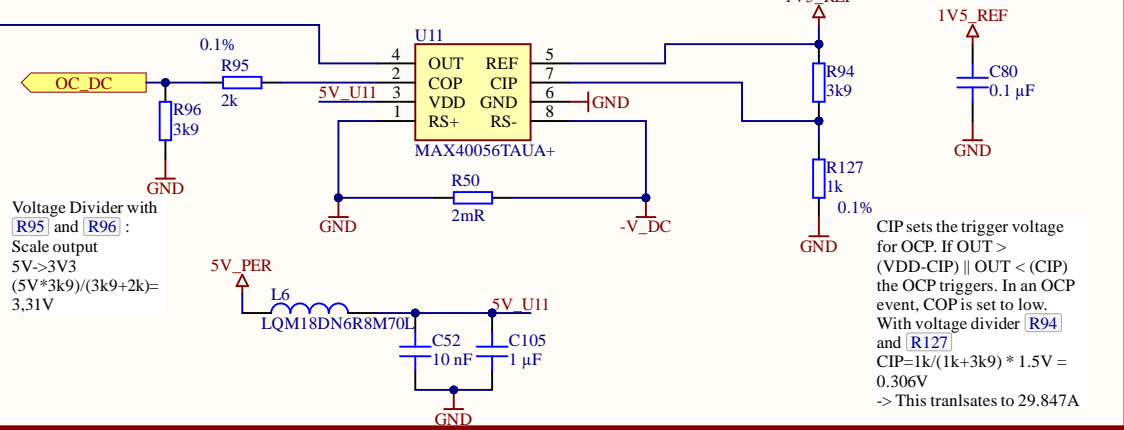 1V5_REF
1V5_REF
U11
0.1%
4 OUT REF 5
R95
OC_DC
2 COP CIP 7
R94
C80
2k
5V_U11 3 VDD GND 6 GND
3k9
0.1 µF
R96
1 RS+ RS- 8
3k9
MAX40056TAUA+
GND
R127
GND
R50
1k
Voltage Divider with
R95 and R96 :
Scale output
5V->3V3
(5V*3k9)/(3k9+2k)=
3,31V
2mR
0.1%
GND
-V_DC
GND
CIP sets the trigger voltage
for OCP. If OUT >
(VDD-CIP) || OUT < (CIP)
the OCP triggers. In an OCP
event, COP is set to low.
With voltage divider R94
and R127
CIP=1k/(1k+3k9) * 1.5V =
0.306V
-> This tranlsates to 29.847A
5V_PER
L6
5V_U11
LQM18DN6R8M70L
C52
C105
10 nF
1 µF
GND